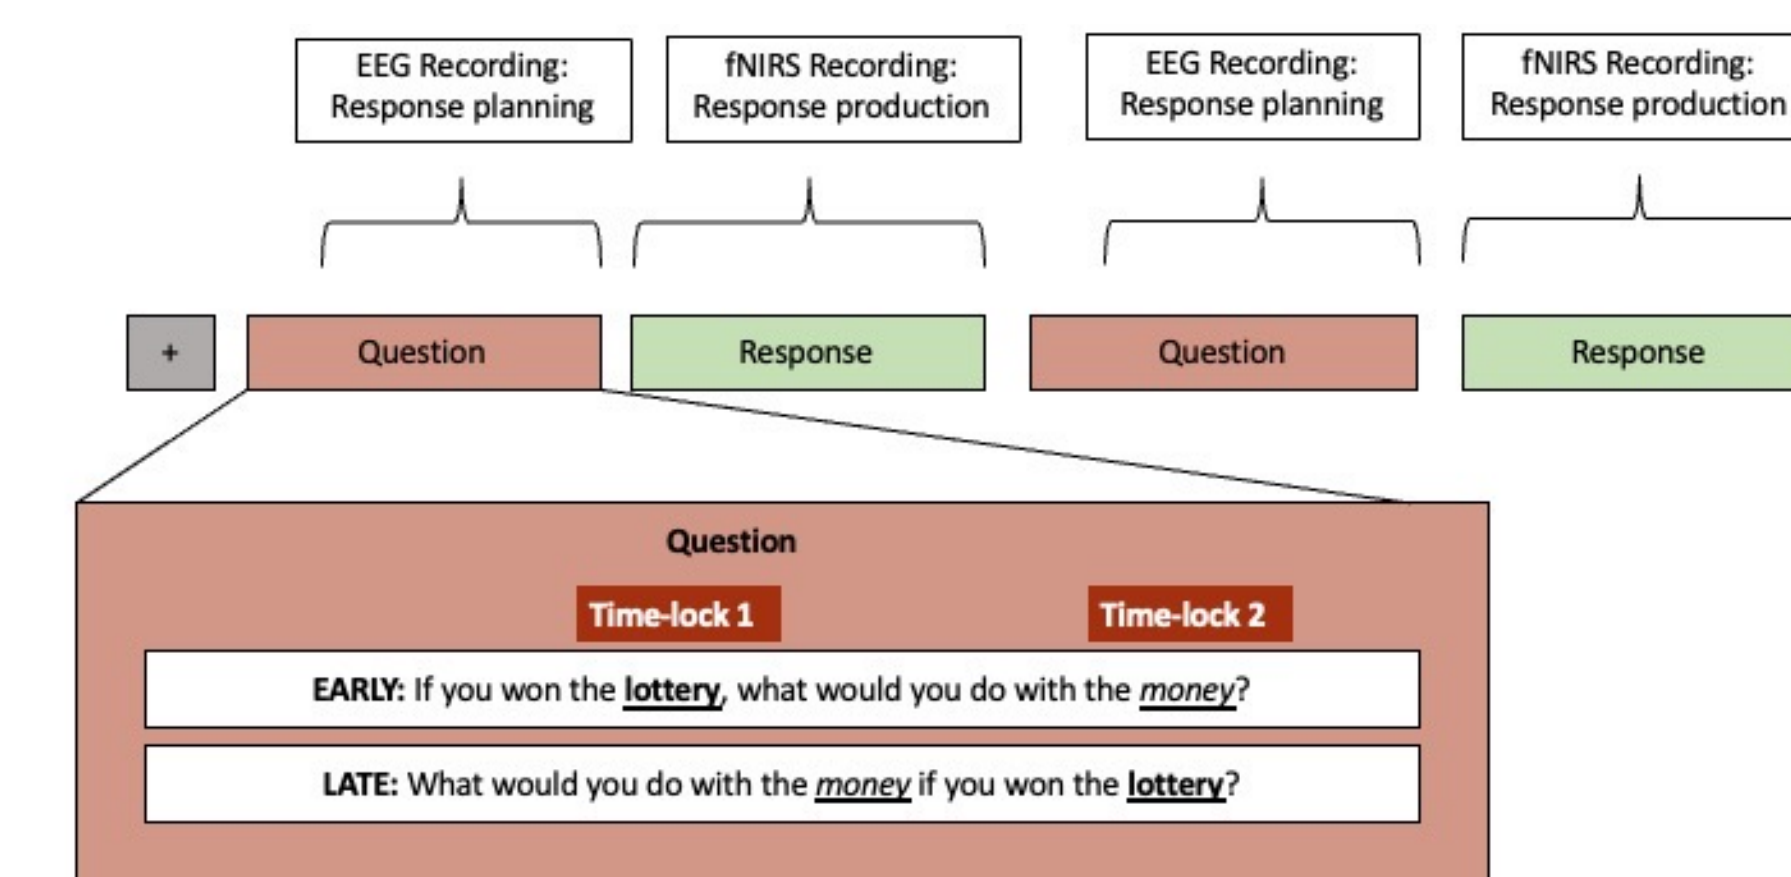 EEG Recording:
Response planning
fNIRS Recording:
Response production
EEG Recording:
Response planning
fNIRS Recording:
Response production
+
Question
Response
Question
Response
Question
Time-lock 1
Time-lock 2
EARLY: If you won the lottery, what would you do with the money?
LATE: What would you do with the money if you won the lottery?